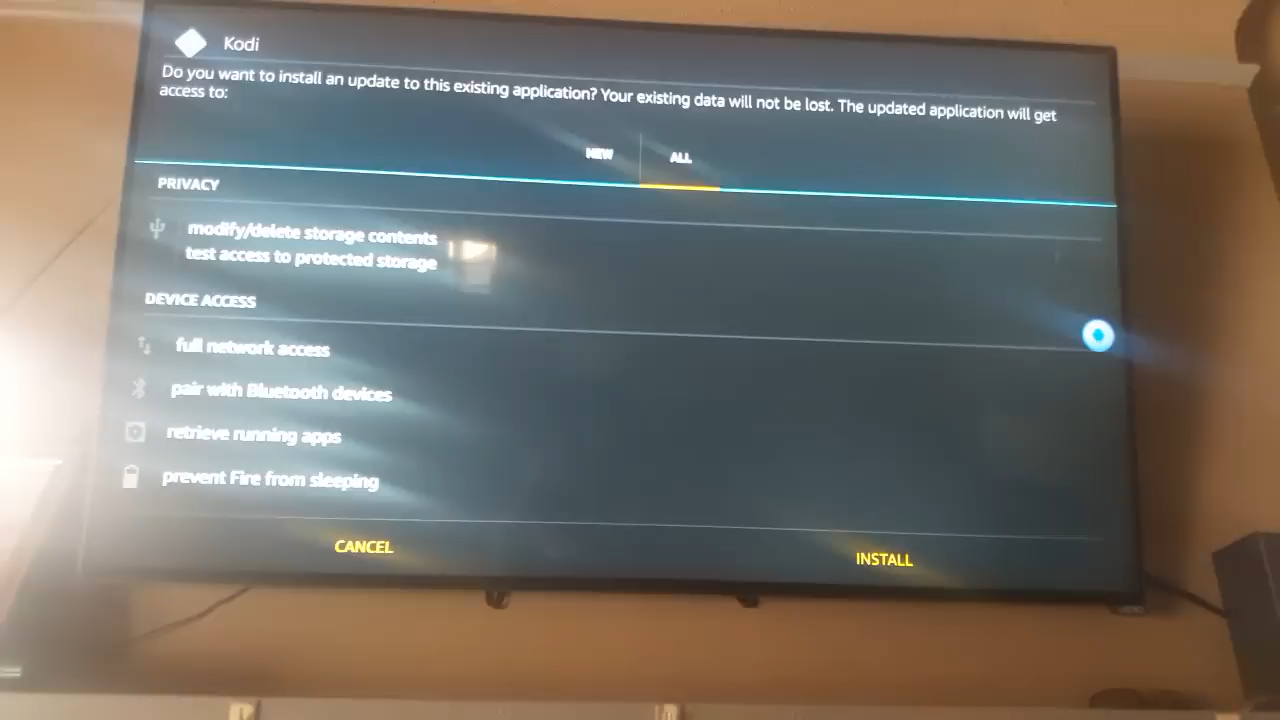 Kodi
Do you want to install an update to this existing application? Your existing data will not be lost. The updated application will get
access to:
NEW
ALL
PRIVACY
modify/delete storage contents
test access to protected storage
DEVICE ACCESS
full network access
pair with Bluetooth devices
retrieve running apps
prevent Fire from sleeping
CANCEL
INSTALL